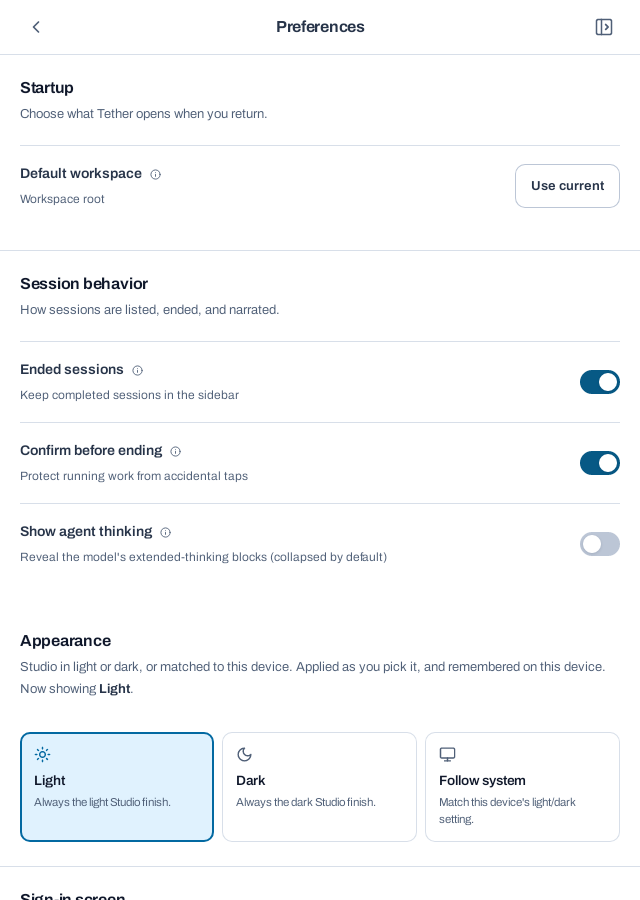 Preferences
Startup
Choose what Tether opens when you return.
Default workspace
Workspace root
Use current
Session behavior
How sessions are listed, ended, and narrated.
Ended sessions
Keep completed sessions in the sidebar
Confirm before ending
Protect running work from accidental taps
Show agent thinking
Reveal the model's extended-thinking blocks (collapsed by default)
Appearance
Studio in light or dark, or matched to this device. Applied as you pick it, and remembered on this device.
Now showing Light.
Light
Always the light Studio finish.
Dark
Always the dark Studio finish.
Follow system
Match this device's light/dark
setting.
Sign-in screen